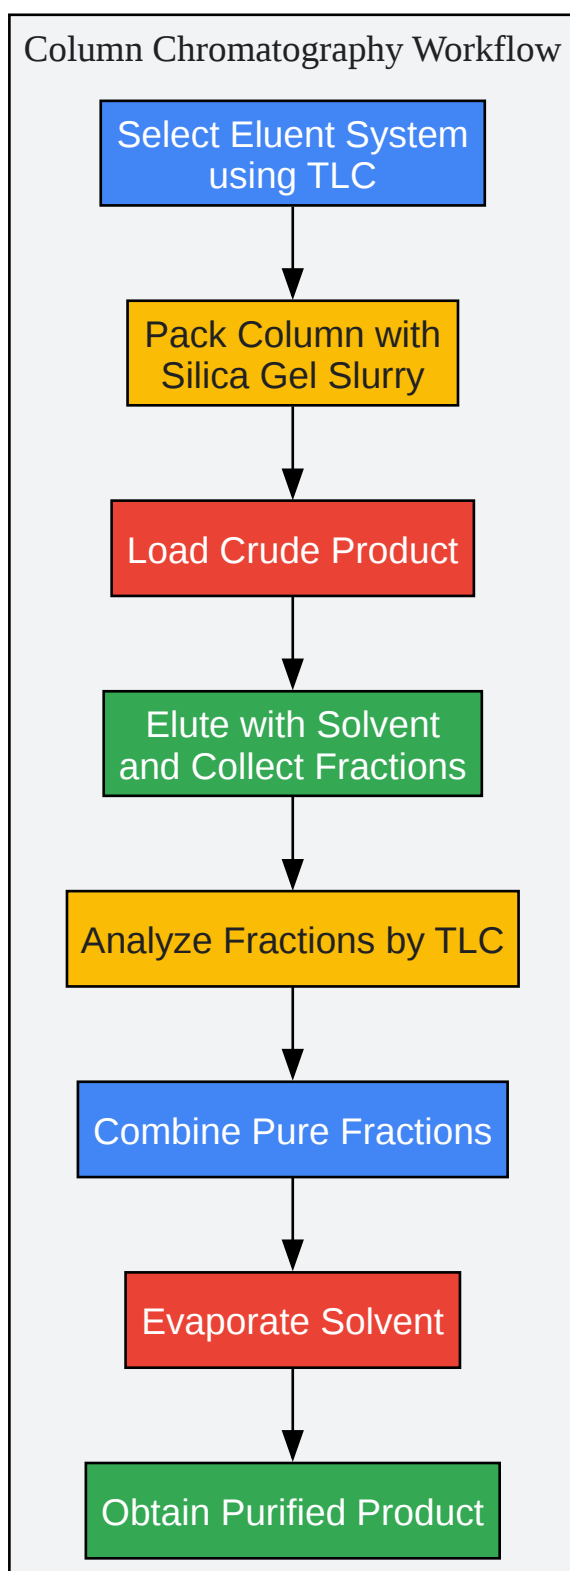 Column Chromatography Workflow
Select Eluent System
using TLC
Pack Column with
Silica Gel Slurry
Load Crude Product
Elute with Solvent
and Collect Fractions
Analyze Fractions by TLC
Combine Pure Fractions
Evaporate Solvent
Obtain Purified Product